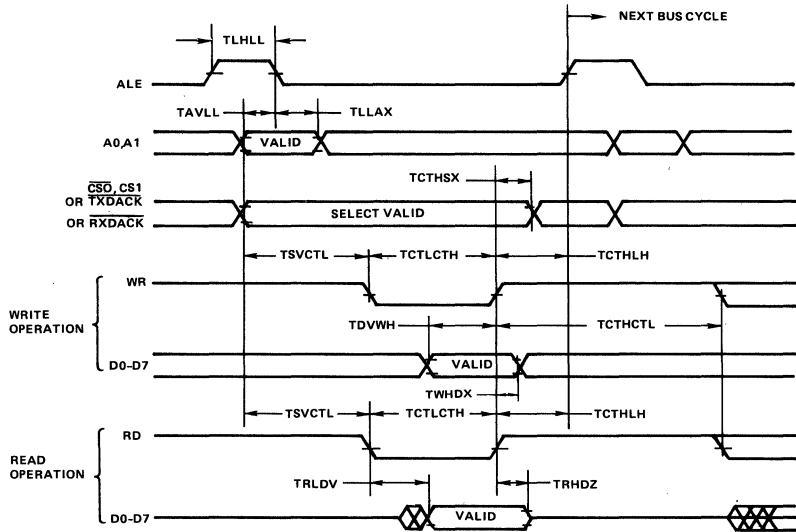 NEXT BUS CYCLE
TLHLL
ALE
TAVLL
TLLAX
A0,A1
VALID
TCTHSX
CSO, CS1
OR TXDACK
OR RXDACK
SELECT VALID
TSVCTL
TCTLCTH
TCTHLH
WR
WRITE
OPERATION
TDVWH
TCTHCTL
D0-D7
VALID
TWHDX
TSVCTL
TCTLCTH
TCTHLH
RD
READ
OPERATION
TRLDV
TRHDZ
D0-D7
VALID